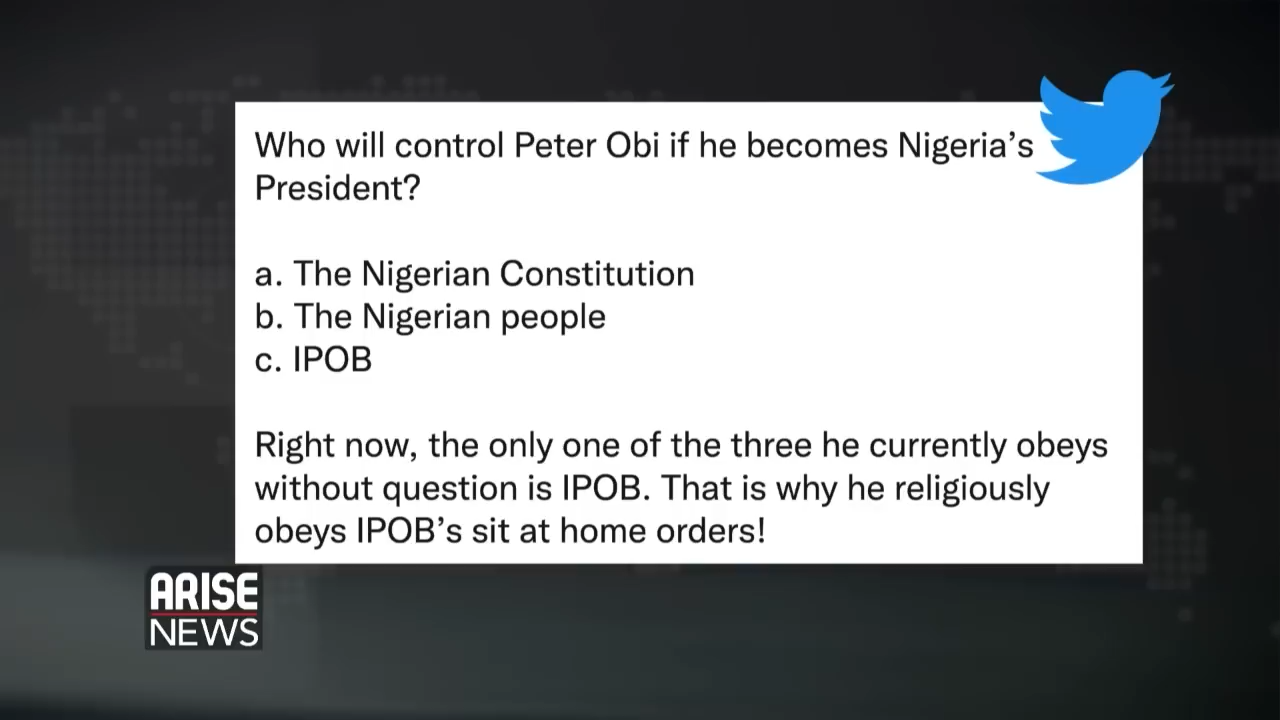 Who will control Peter Obi if he becomes Nigeria’s
President?
a. The Nigerian Constitution
b. The Nigerian people
c. IPOB
Right now, the only one of the three he currently obeys
without question is IPOB. That is why he religiously
obeys IPOB’s sit at home orders!
ARISE
NEWS